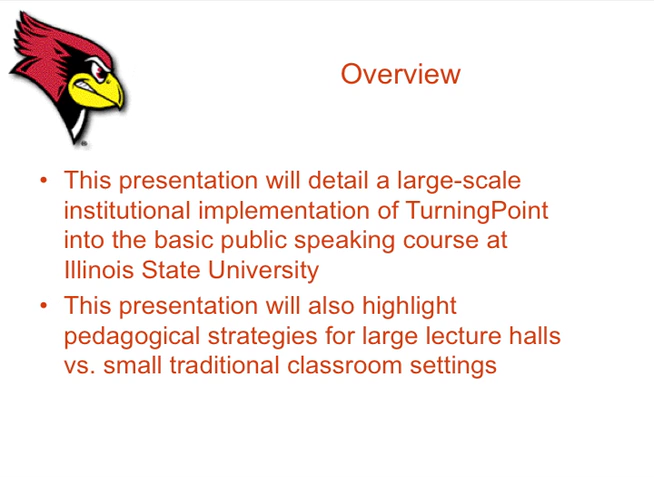 Overview
• This presentation will detail a large-scale
institutional implementation of TurningPoint
into the basic public speaking course at
Illinois State University
• This presentation will also highlight
pedagogical strategies for large lecture halls
vs. small traditional classroom settings